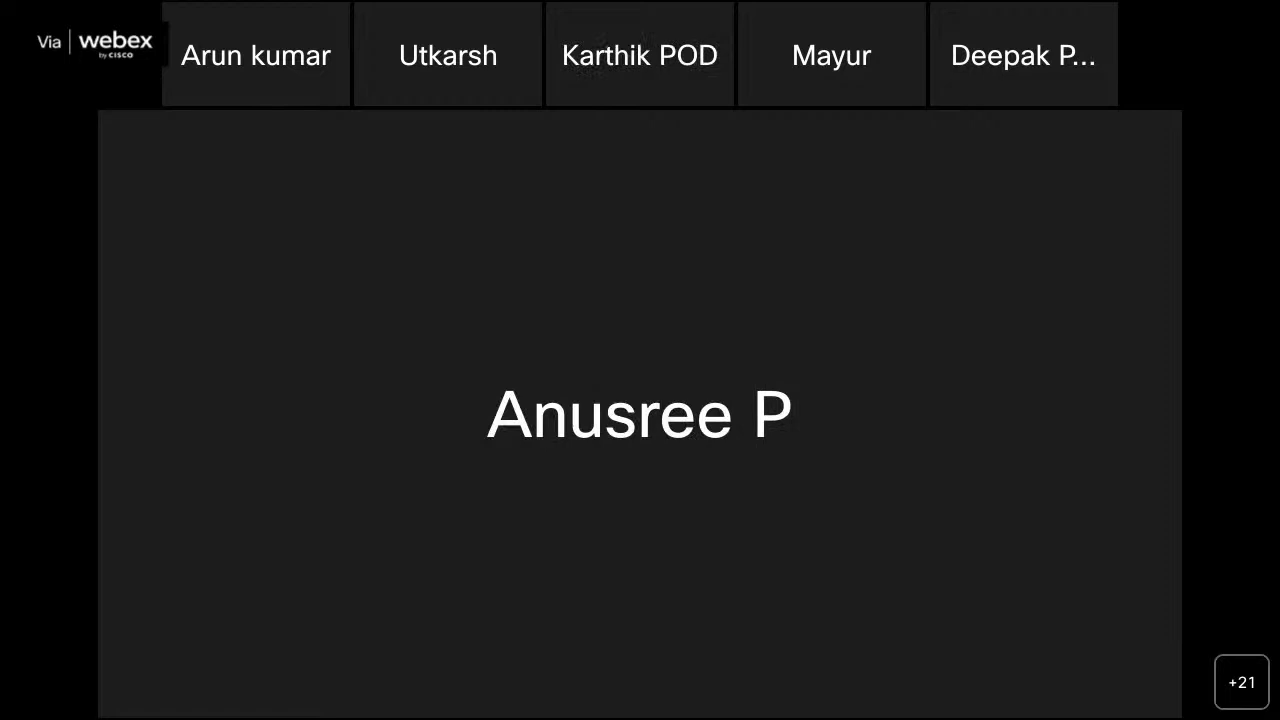 Via | webex
by CISCO
Arun kumar
Utkarsh
Karthik POD
Mayur
Deepak P...
Anusree P
+21